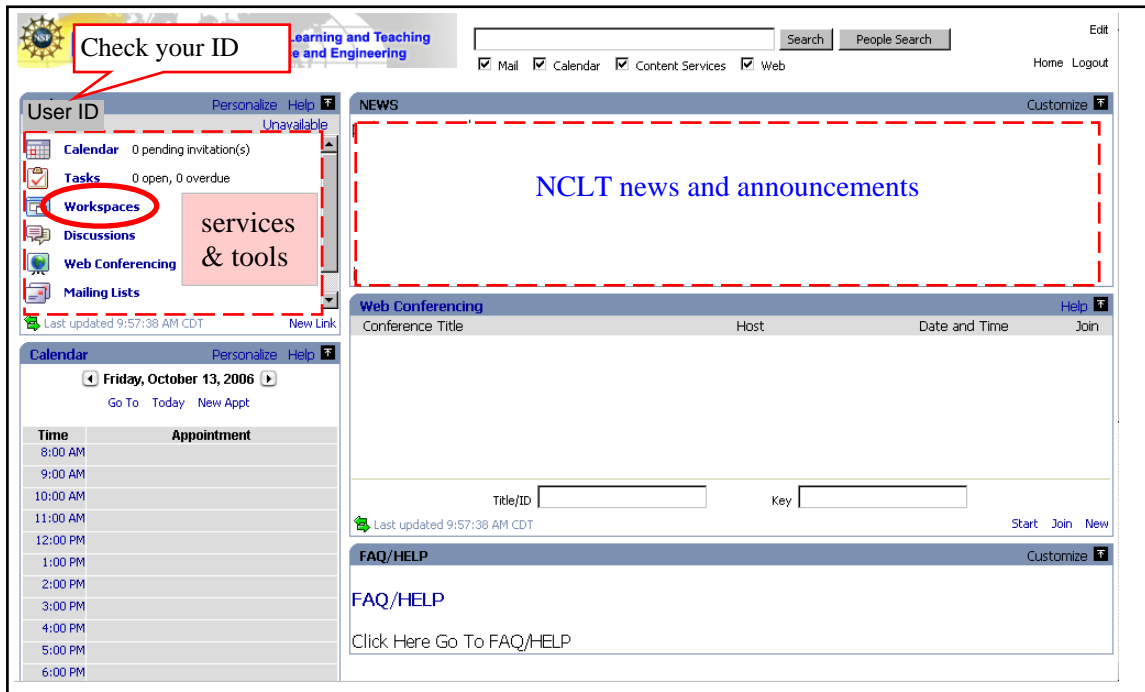 NSF
Learning and Teaching
e and Engineering
Check your ID
Search People Search
Mail Calendar Content Services Web
Edit
Home Logout
User ID
Personalize Help
Unavailable
Calendar 0 pending invitation(s)
Tasks 0 open, 0 overdue
Workspaces
Discussions
Web Conferencing
Mailing Lists
services
& tools
Last updated 9:57:38 AM CDT New Link
Calendar Personalize Help
Friday, October 13, 2006
Go To Today New Appt
Time Appointment
8:00 AM
9:00 AM
10:00 AM
11:00 AM
12:00 PM
1:00 PM
2:00 PM
3:00 PM
4:00 PM
5:00 PM
6:00 PM
NEWS Customize
NCLT news and announcements
Web Conferencing Help
Conference Title Host Date and Time Join
Title/ID Key
Last updated 9:57:38 AM CDT Start Join New
FAQ/HELP Customize
FAQ/HELP
Click Here Go To FAQ/HELP